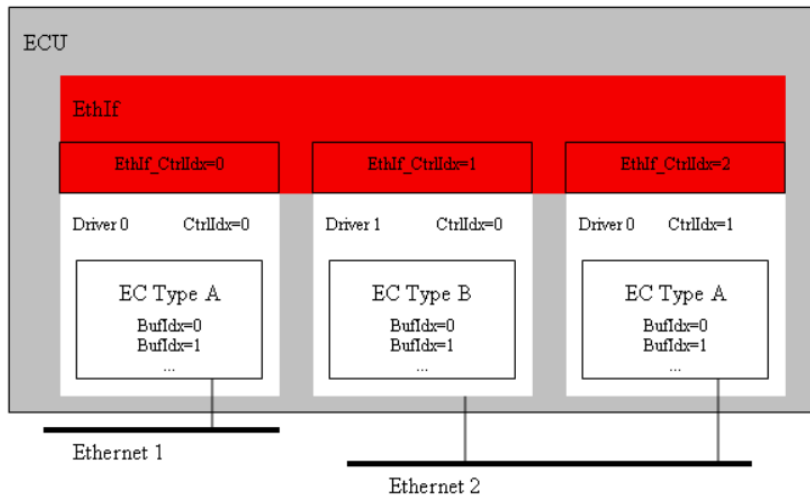 ECU
EthIf
EthIf_CtrlIdx=0
EthIf_CtrlIdx=1
EthIf_CtrlIdx=2
Driver 0 CtrlIdx=0
Driver 1 CtrlIdx=0
Driver 0 CtrlIdx=1
EC Type A
BufIdx=0
BufIdx=1
...
EC Type B
BufIdx=0
BufIdx=1
...
EC Type A
BufIdx=0
BufIdx=1
...
Ethernet 1
Ethernet 2